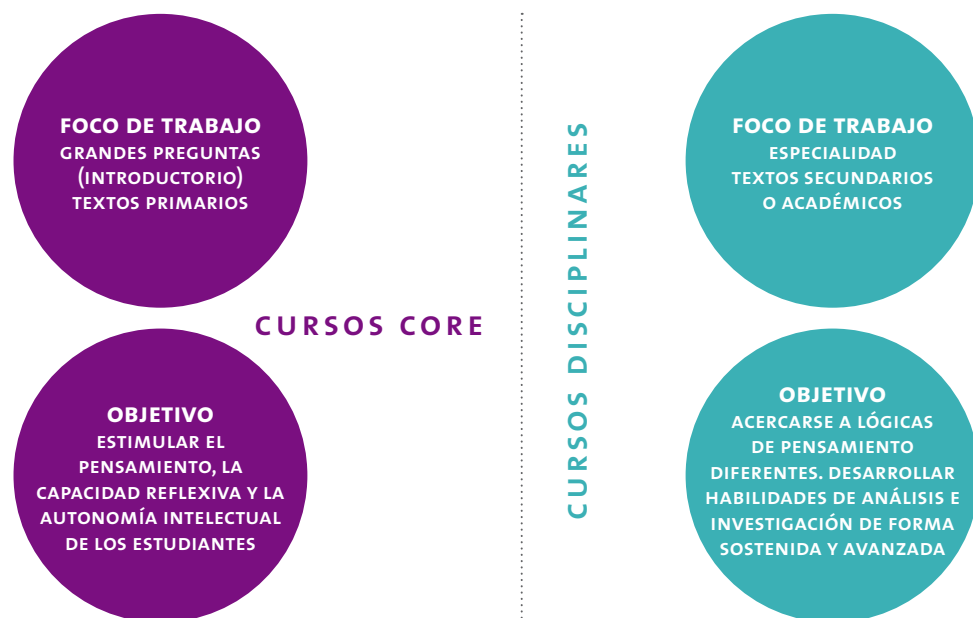 FOCO DE TRABAJO
GRANDES PREGUNTAS
(INTRODUCTORIO)
TEXTOS PRIMARIOS
CURSOS CORE
OBJETIVO
ESTIMULAR EL
PENSAMIENTO, LA
CAPACIDAD REFLEXIVA Y LA
AUTONOMÍA INTELECTUAL
DE LOS ESTUDIANTES
CURSOS DISCIPLINARES
FOCO DE TRABAJO
ESPECIALIDAD
TEXTOS SECUNDARIOS
O ACADÉMICOS
OBJETIVO
ACERCARSE A LÓGICAS
DE PENSAMIENTO
DIFERENTES. DESARROLLAR
HABILIDADES DE ANÁLISIS E
INVESTIGACIÓN DE FORMA
SOSTENIDA Y AVANZADA